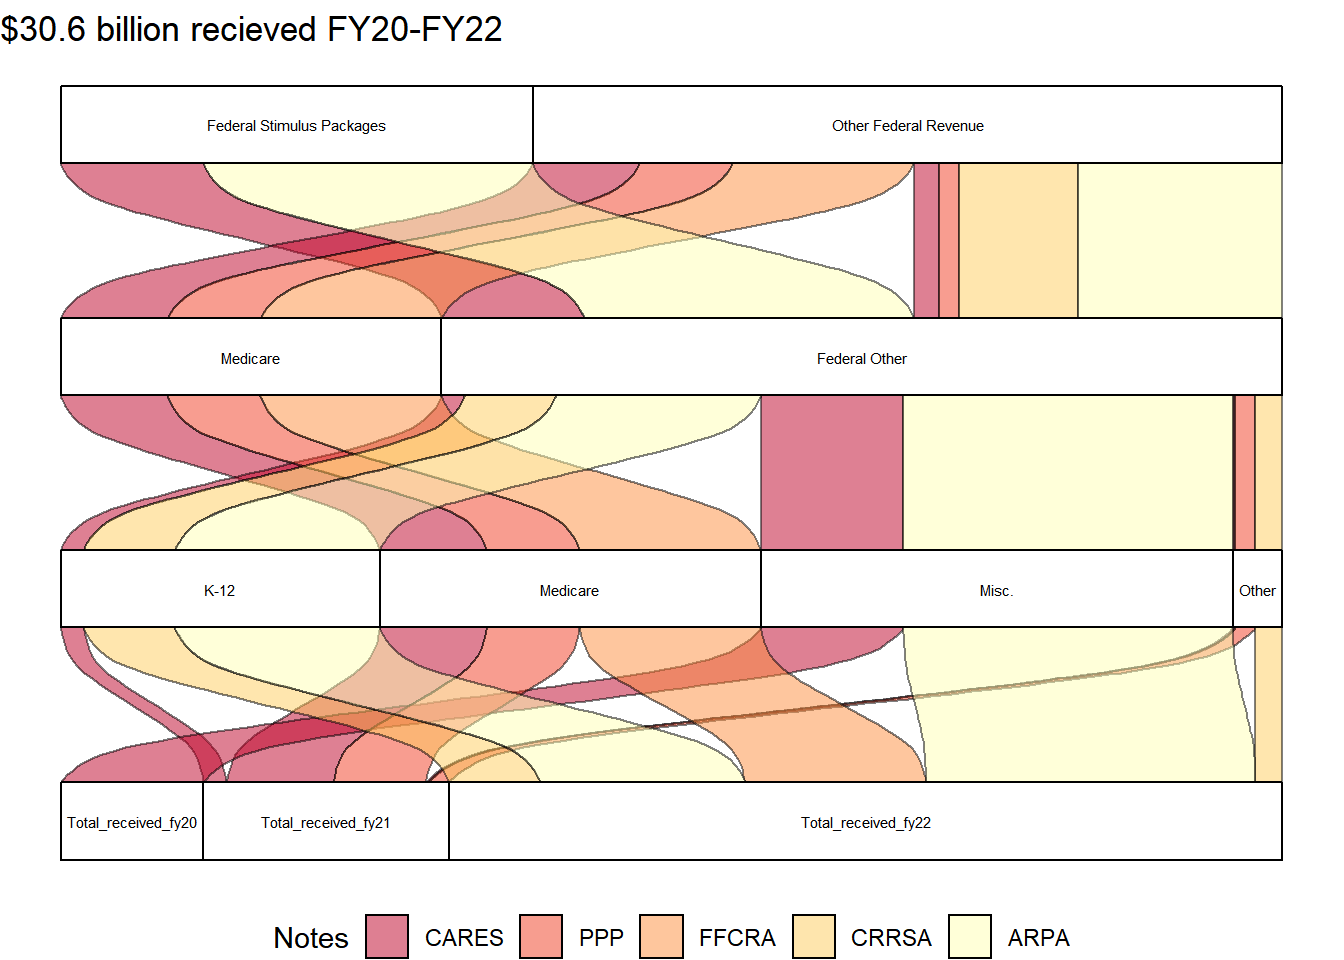 $30.6 billion recieved FY20-FY22
Federal Stimulus Packages
Other Federal Revenue
Medicare
Federal Other
K-12
Medicare
Misc.
Other
Total_received_fy20
Total_received_fy21
Total_received_fy22
Notes
CARES
PPP
FFCRA
CRRSA
ARPA